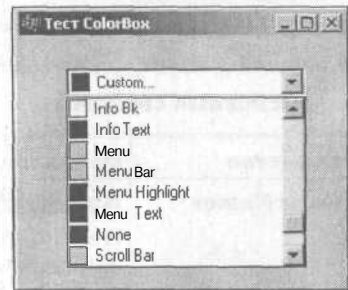 Тест ColorBox
Custom...
Info Bk
Info Text
Menu
Menu Bar
Menu Highlight
Menu Text
None
Scroll Bar